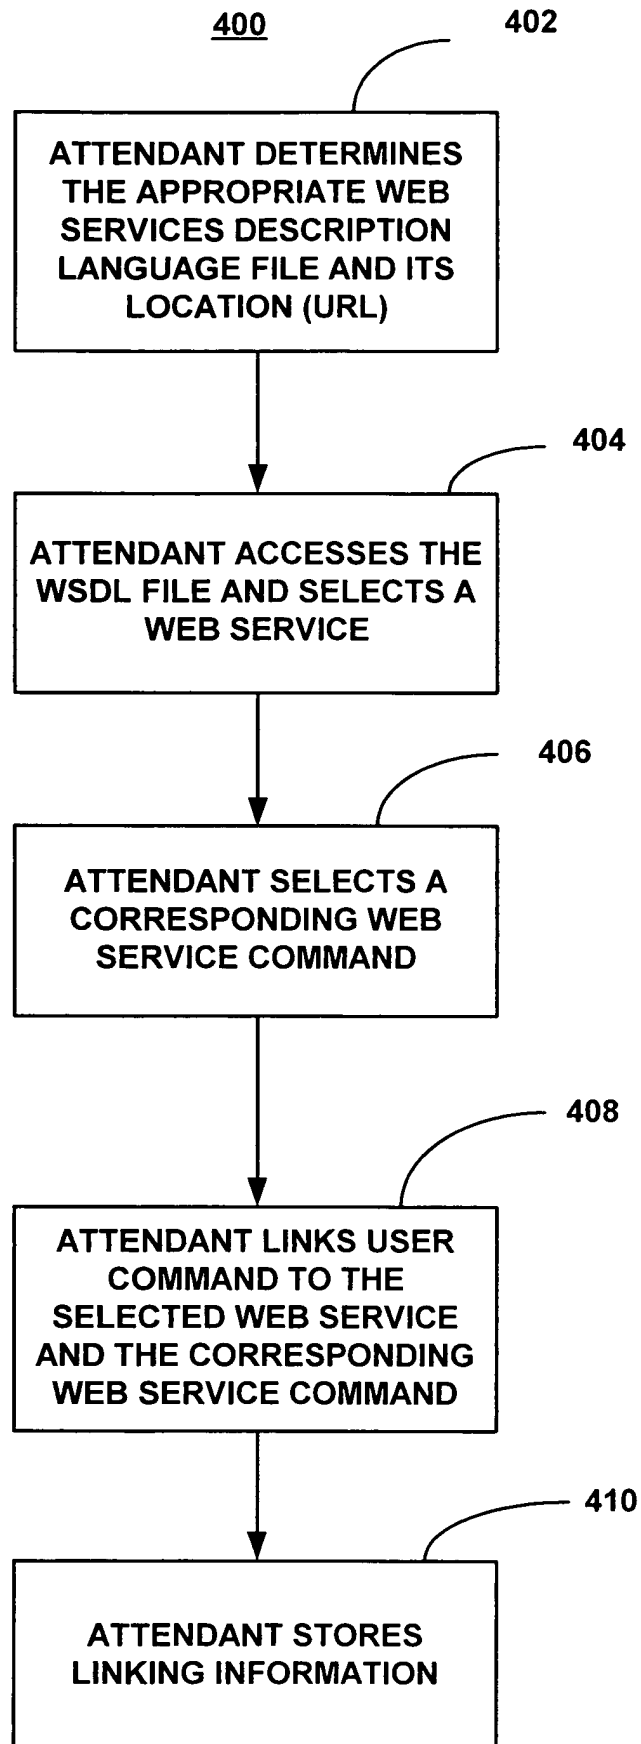 400
402
ATTENDANT DETERMINES
THE APPROPRIATE WEB
SERVICES DESCRIPTION
LANGUAGE FILE AND ITS
LOCATION (URL)
404
ATTENDANT ACCESSES THE
WSDL FILE AND SELECTS A
WEB SERVICE
406
ATTENDANT SELECTS A
CORRESPONDING WEB
SERVICE COMMAND
408
ATTENDANT LINKS USER
COMMAND TO THE
SELECTED WEB SERVICE
AND THE CORRESPONDING
WEB SERVICE COMMAND
410
ATTENDANT STORES
LINKING INFORMATION